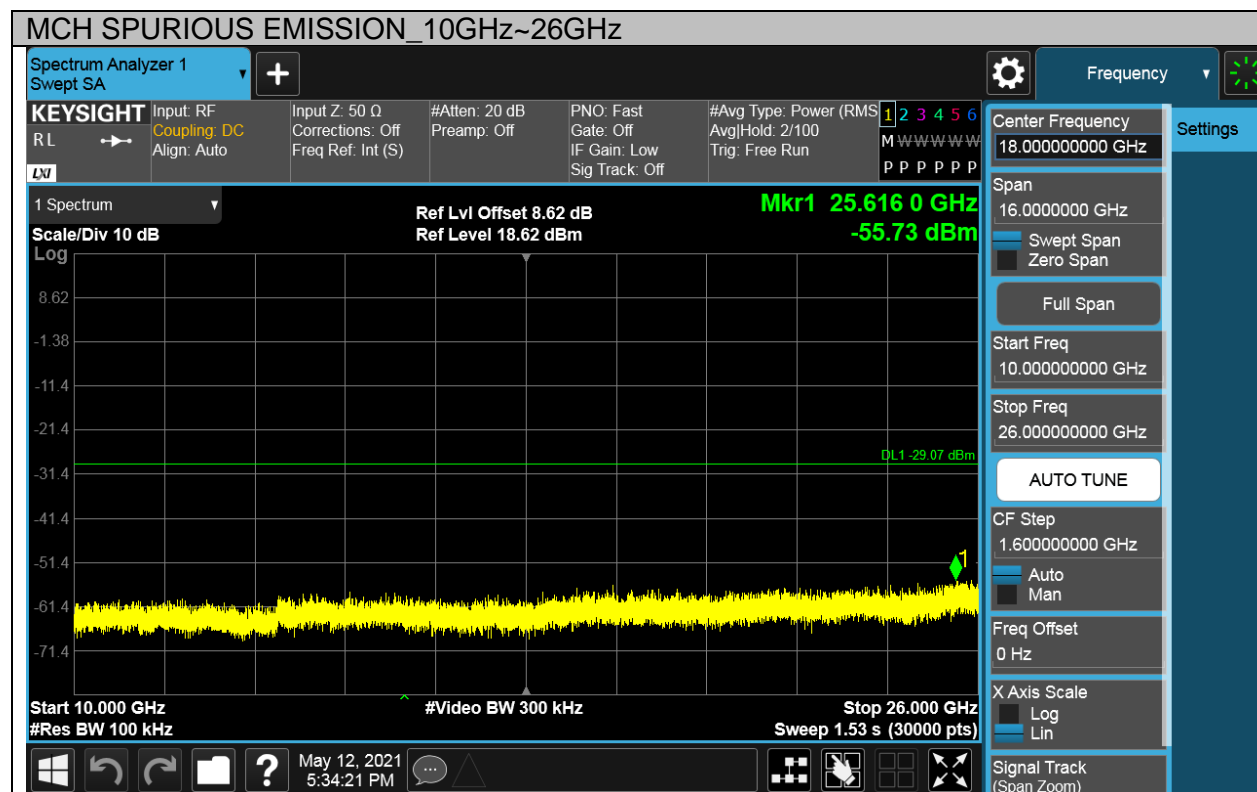 MCH SPURIOUS EMISSION_10GHz~26GHz
Spectrum Analyzer 1
Swept SA
+
Frequency
KEYSIGHT
RL
LXI
Input: RF
Coupling: DC
Align: Auto
Input Z: 50 Ω
Corrections: Off
Freq Ref: Int (S)
#Atten: 20 dB
Preamp: Off
PNO: Fast
Gate: Off
IF Gain: Low
Sig Track: Off
#Avg Type: Power (RMS
Avg|Hold: 2/100
Trig: Free Run
1 2 3 4 5 6
M W W W W W
P P P P P P
1 Spectrum
Scale/Div 10 dB
Log
Ref Lvl Offset 8.62 dB
Ref Level 18.62 dBm
Mkr1 25.616 0 GHz
-55.73 dBm
8.62
-1.38
-11.4
-21.4
DL1 -29.07 dBm
-31.4
-41.4
-51.4
1
-61.4
-71.4
Start 10.000 GHz
#Res BW 100 kHz
#Video BW 300 kHz
Stop 26.000 GHz
Sweep 1.53 s (30000 pts)
Center Frequency
18.000000000 GHz
Settings
Span
16.0000000 GHz
Swept Span
Zero Span
Full Span
Start Freq
10.000000000 GHz
Stop Freq
26.000000000 GHz
AUTO TUNE
CF Step
1.600000000 GHz
Auto
Man
Freq Offset
0 Hz
X Axis Scale
Log
Lin
Signal Track
(Span Zoom)
?
May 12, 2021
5:34:21 PM